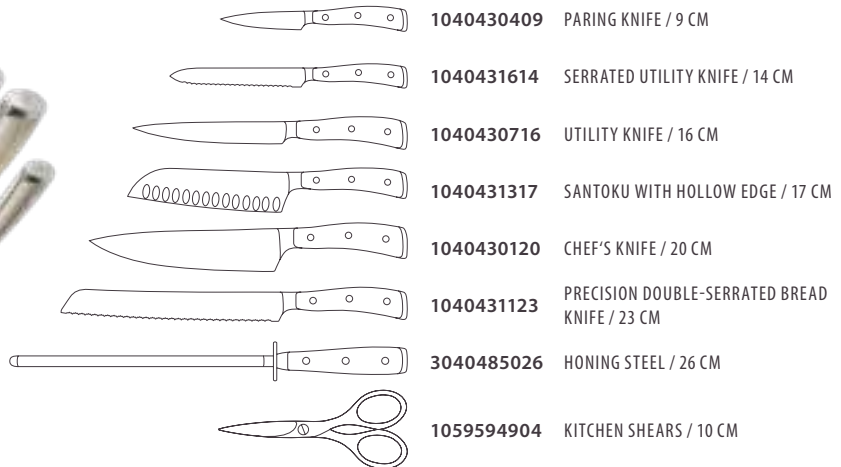 1040430409 PARING KNIFE / 9 CM
1040431614 SERRATED UTILITY KNIFE / 14 CM
1040430716 UTILITY KNIFE / 16 CM
1040431317 SANTOKU WITH HOLLOW EDGE / 17 CM
1040430120 CHEF'S KNIFE / 20 CM
1040431123 PRECISION DOUBLE-SERRATED BREAD
KNIFE / 23 CM
3040485026 HONING STEEL / 26 CM
1059594904 KITCHEN SHEARS / 10 CM